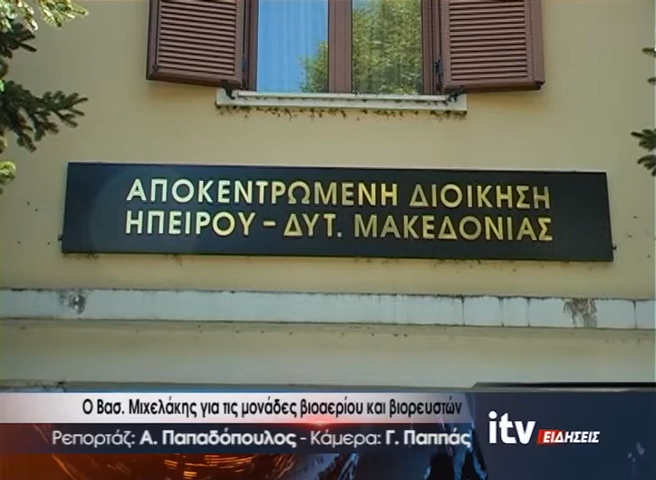 ΑΠΟΚΕΝΤΡΩΜΕΝΗ ΔΙΟΙΚΗΣΗ
ΗΠΕΙΡΟΥ – ΔΥΤ. ΜΑΚΕΔΟΝΙΑΣ
Ο Βασ. Μιχελάκης για τις μονάδες βιοαερίου και βιορευστών
Ρεπορτάζ: Α. Παπαδόπουλος - Κάμερα: Γ. Παππάς
itv ΕΙΔΗΣΕΙΣ